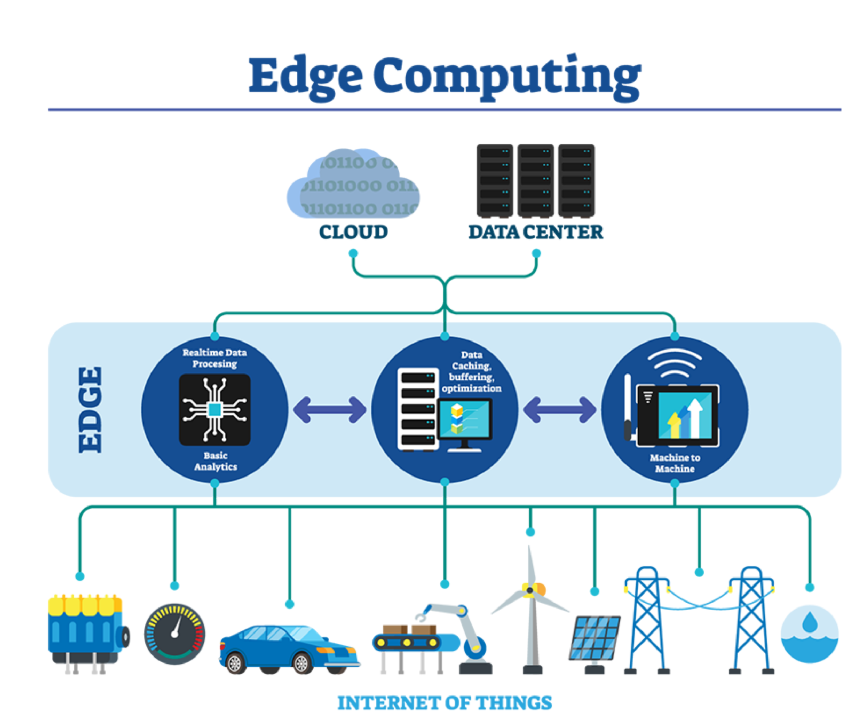 Edge Computing
01100 0
01101000 011
01101100 0110
CLOUD
DATA CENTER
EDGE
Realtime Data
Procesing
Basic
Analytics
Data
Caching,
buffering,
optimization
Machine to
Machine
INTERNET OF THINGS